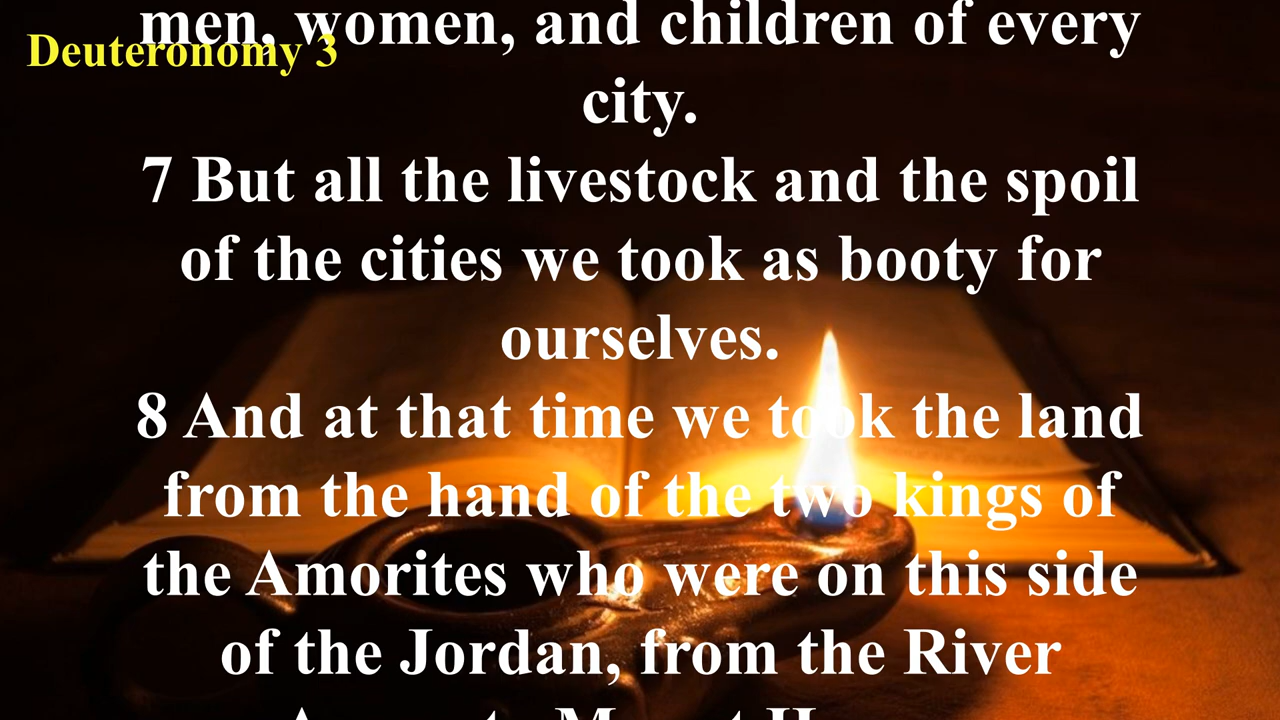 men, women, and children of every
Deuteronomy 3
city.
7 But all the livestock and the spoil
of the cities we took as booty for
ourselves.
8 And at that time we took the land
from the hand of the two kings of
the Amorites who were on this side
of the Jordan, from the River